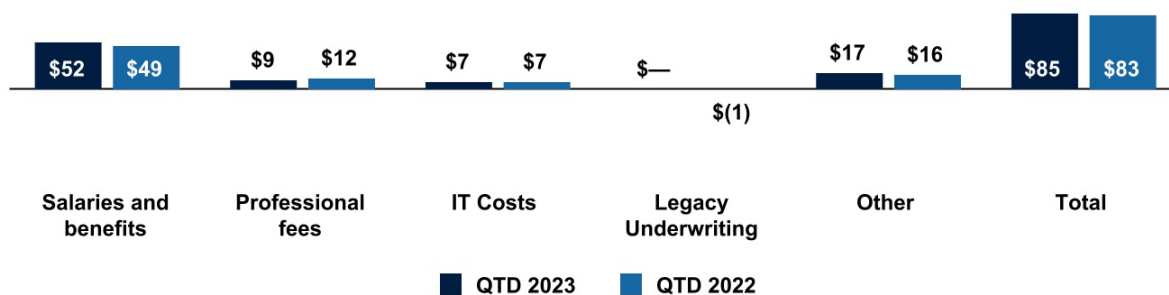 $52 $49 $9 $12 $7 $7 $— $(1) $17 $16 $85 $83
Salaries and benefits
Professional fees
IT Costs
Legacy Underwriting
Other
Total
QTD 2023 QTD 2022